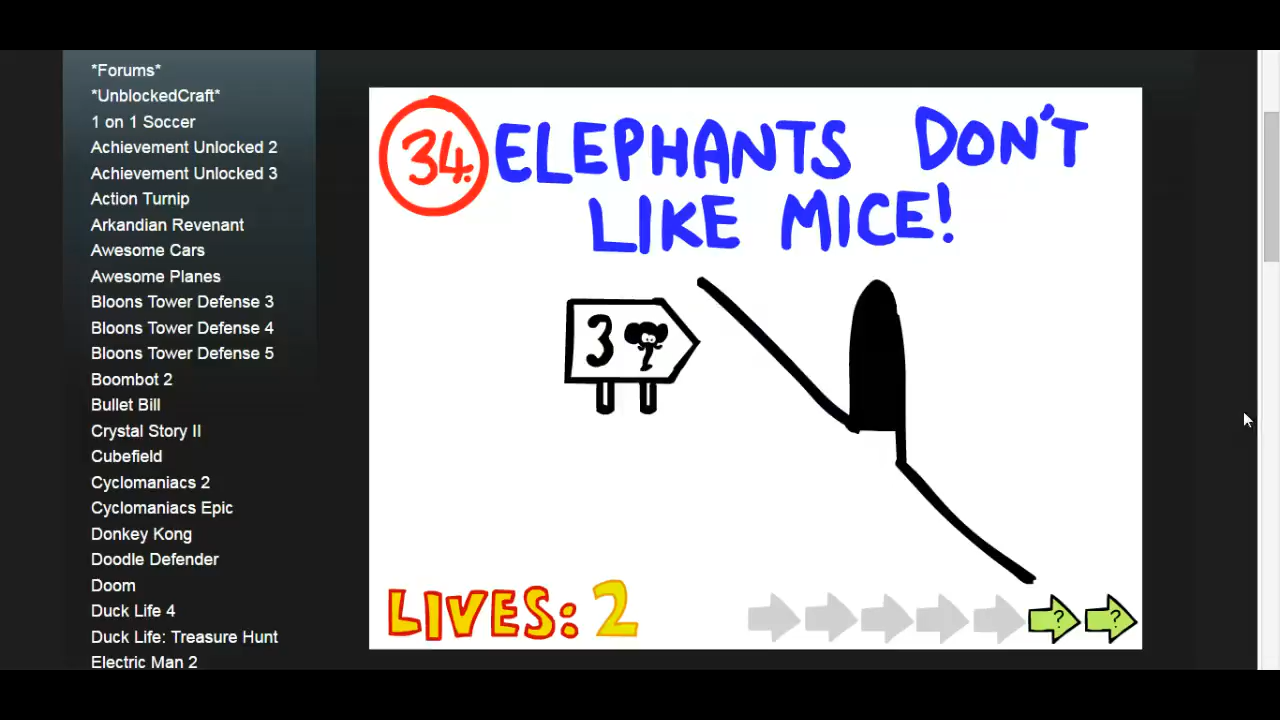 *Forums*
*UnblockedCraft*
1 on 1 Soccer
Achievement Unlocked 2
Achievement Unlocked 3
Action Turnip
Arkandian Revenant
Awesome Cars
Awesome Planes
Bloons Tower Defense 3
Bloons Tower Defense 4
Bloons Tower Defense 5
Boombot 2
Bullet Bill
Crystal Story II
Cubefield
Cyclomaniacs 2
Cyclomaniacs Epic
Donkey Kong
Doodle Defender
Doom
Duck Life 4
Duck Life: Treasure Hunt
Electric Man 2
34. ELEPHANTS DON'T
LIKE MICE!
3
LIVES: 2
? ?